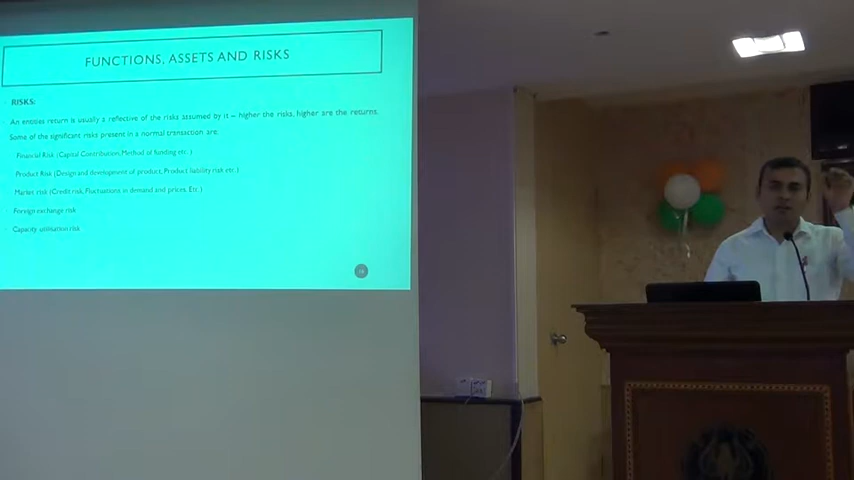 FUNCTIONS, ASSETS AND RISKS
RISKS:
An entities return is usually a reflective of the risks assumed by it – higher the risks, higher are the returns.
Some of the significant risks present in a normal transaction are.
Financial Risk (Capital Contribution, Method of funding etc. )
Product Risk (Design and development of product, Product liability risk etc.)
Market risk (Credit risk, Fluctuations in demand and prices. Etc.)
Foreign exchange risk
Capacity utilisation risk